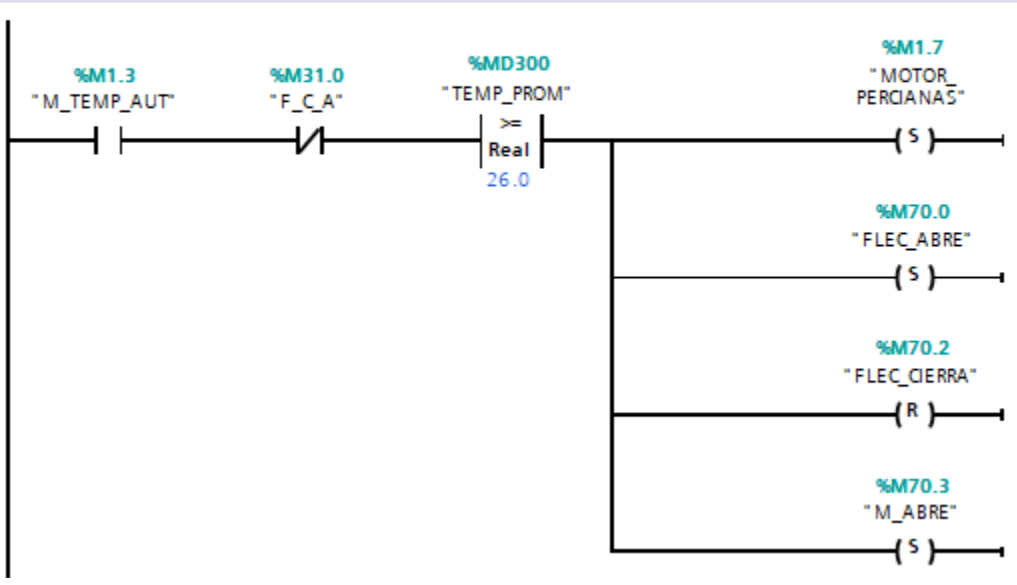 %M1.3
"M_TEMP_AUT"
%M31.0
"F_C_A"
%MD300
"TEMP_PROM"
>=
Real
26.0
%M1.7
"MOTOR_
PERCIANAS"
S
%M70.0
"FLEC_ABRE"
S
%M70.2
"FLEC_CIERRA"
R
%M70.3
"M_ABRE"
S